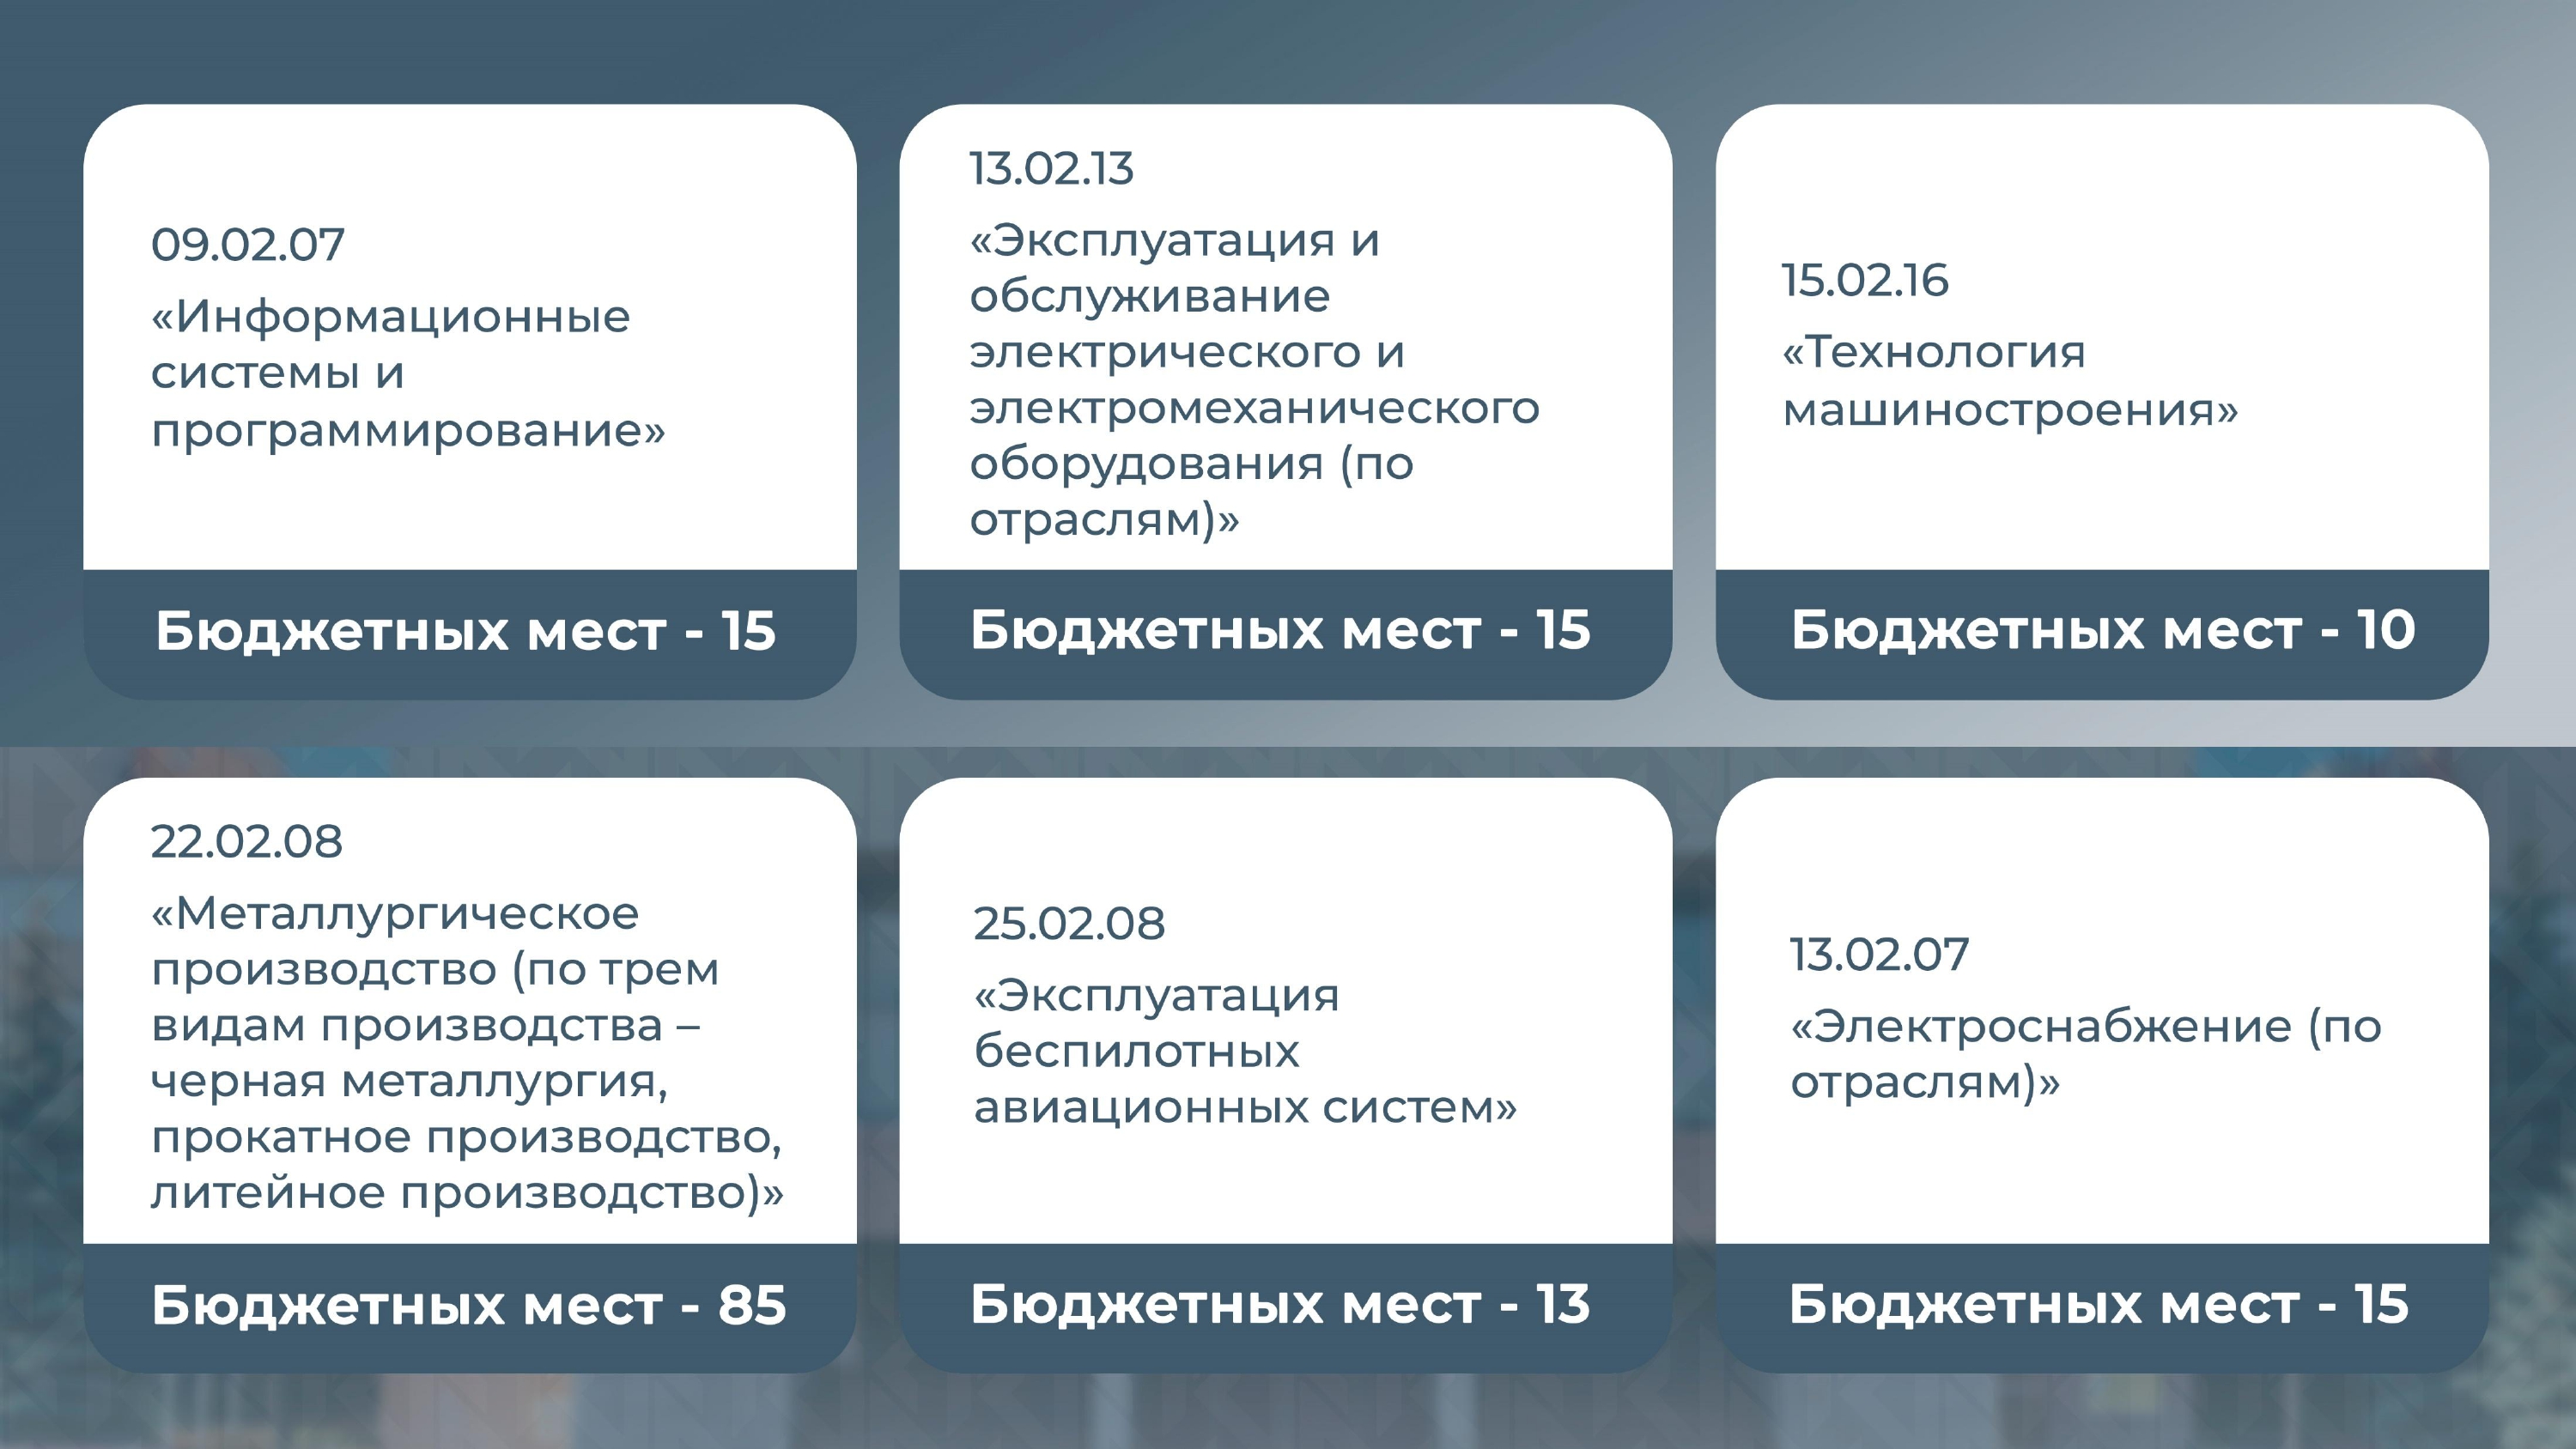 09.02.07
«Информационные
системы и
программирование»
Бюджетных мест - 15
13.02.13
«Эксплуатация и
обслуживание
электрического и
электромеханического
оборудования (по
отраслям)»
Бюджетных мест - 15
15.02.16
«Технология
машиностроения»
Бюджетных мест - 10
22.02.08
«Металлургическое
производство (по трем
видам производства –
черная металлургия,
прокатное производство,
литейное производство)»
Бюджетных мест - 85
25.02.08
«Эксплуатация
беспилотных
авиационных систем»
Бюджетных мест - 13
13.02.07
«Электроснабжение (по
отраслям)»
Бюджетных мест - 15